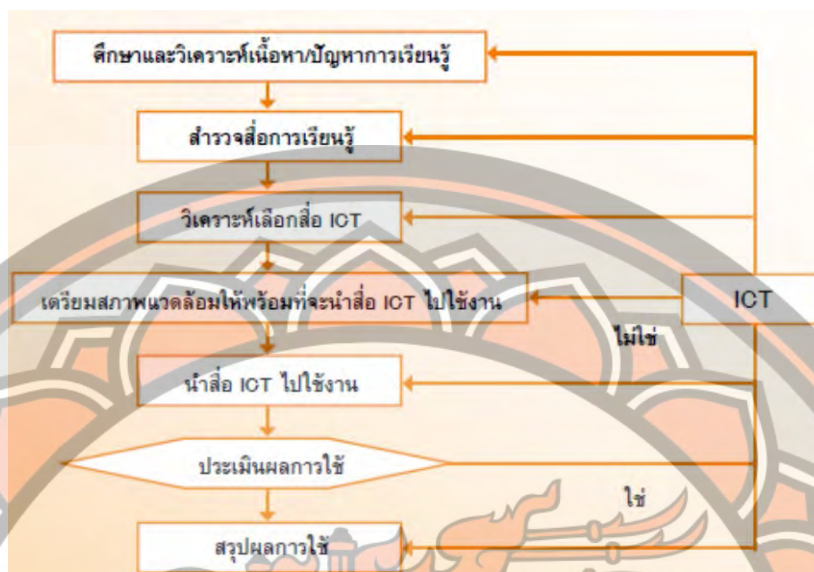 ศึกษาและวิเคราะห์เนื้อหา/ปัญหาการเรียนรู้
สำรวจสื่อการเรียนรู้
วิเคราะห์เลือกสื่อ ICT
เตรียมสภาพแวดล้อมให้พร้อมที่จะนำสื่อ ICT ไปใช้งาน
ICT
ไม่ใช่
นำสื่อ ICT ไปใช้งาน
ประเมินผลการใช้
ใช่
สรุปผลการใช้